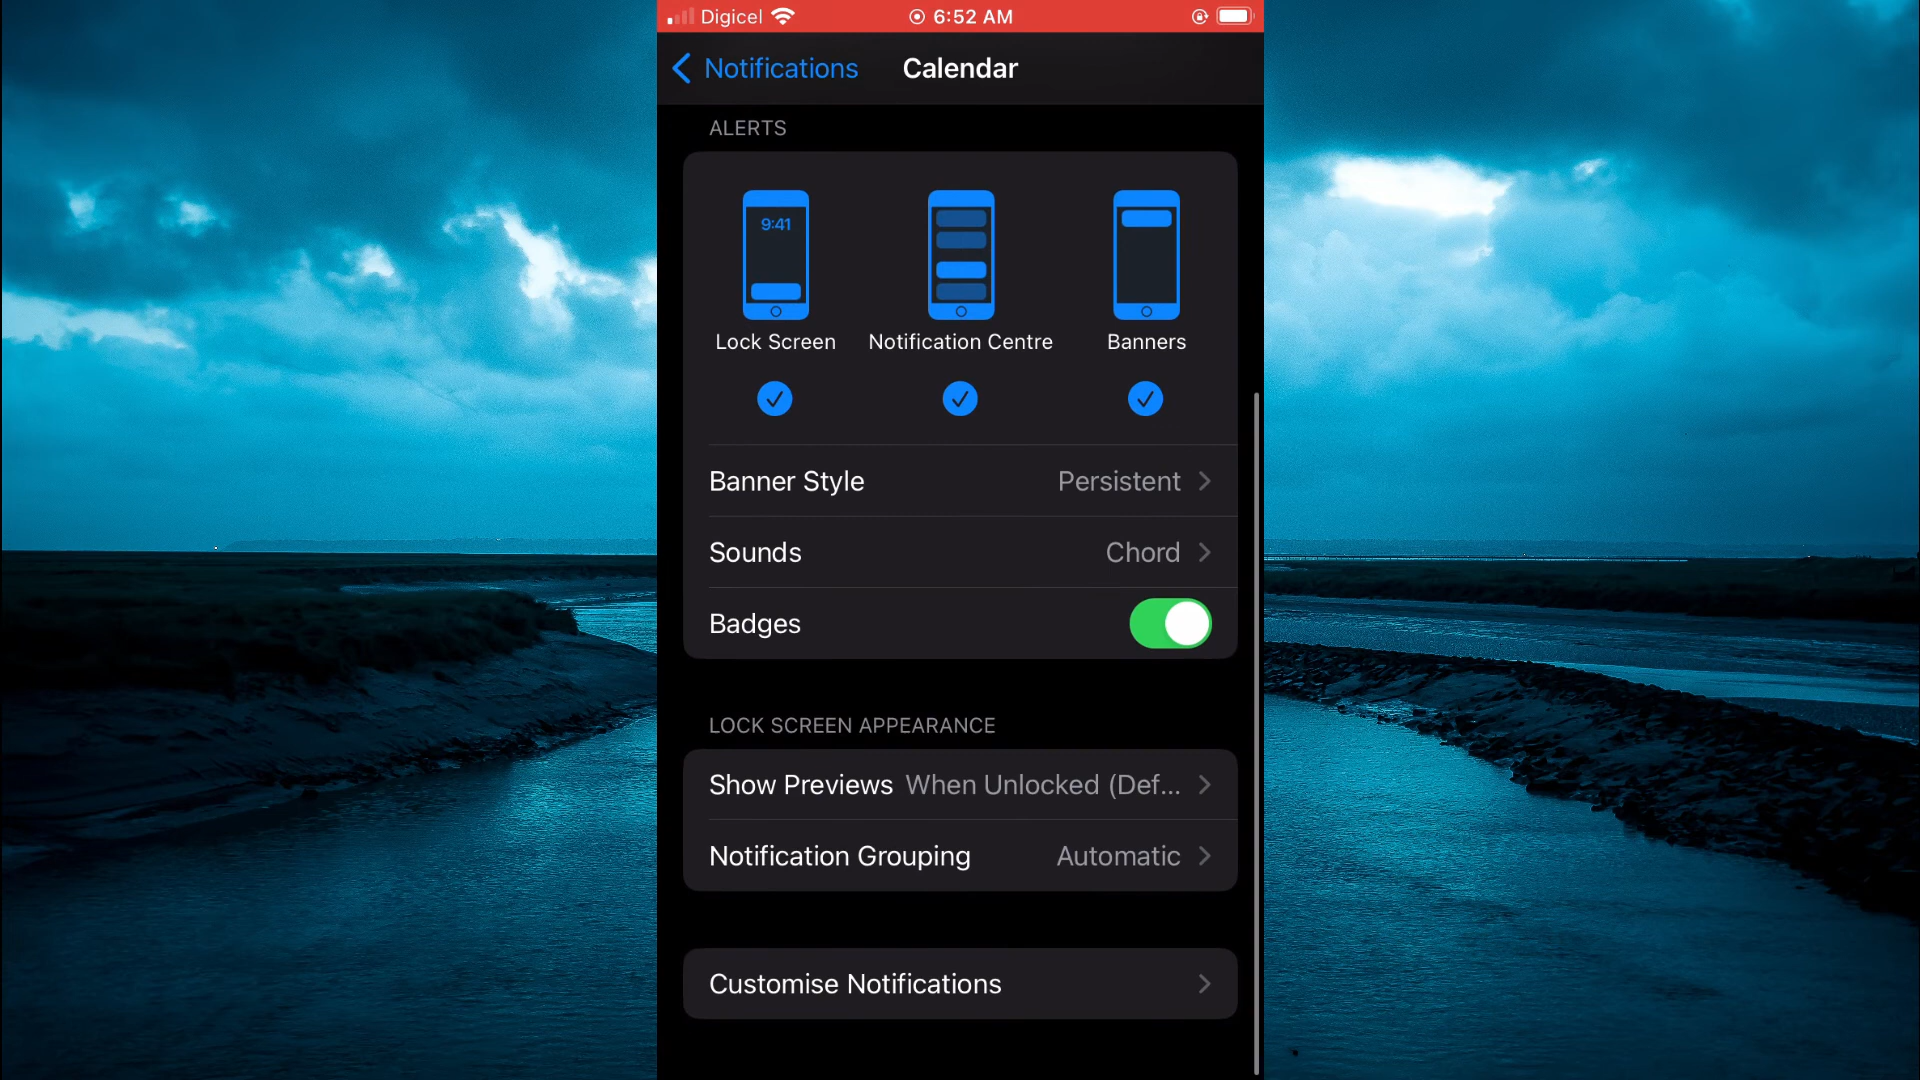 Digicel 6:52 AM
Notifications Calendar
ALERTS
9:41
Lock Screen Notification Centre Banners
Banner Style Persistent
Sounds Chord
Badges
LOCK SCREEN APPEARANCE
Show Previews When Unlocked (Def...
Notification Grouping Automatic
Customise Notifications